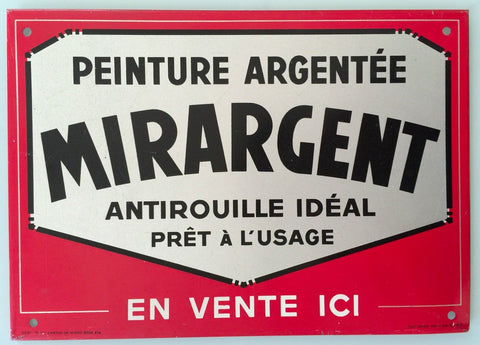 PEINTURE ARGENTÉE
MIRARGENT
ANTIROUILLE IDÉAL
PRÊT À L'USAGE
EN VENTE ICI